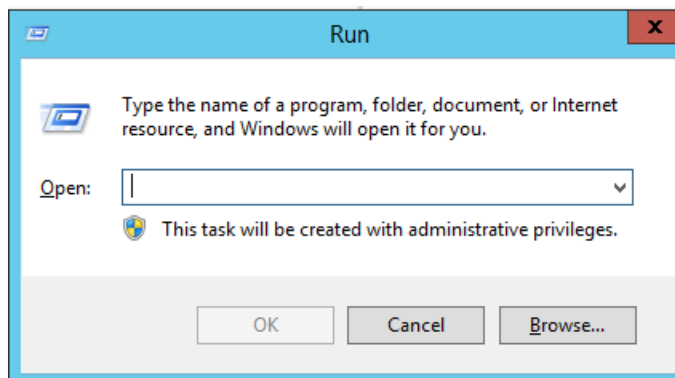 Run
x
Type the name of a program, folder, document, or Internet
resource, and Windows will open it for you.
Open:
This task will be created with administrative privileges.
OK Cancel Browse...